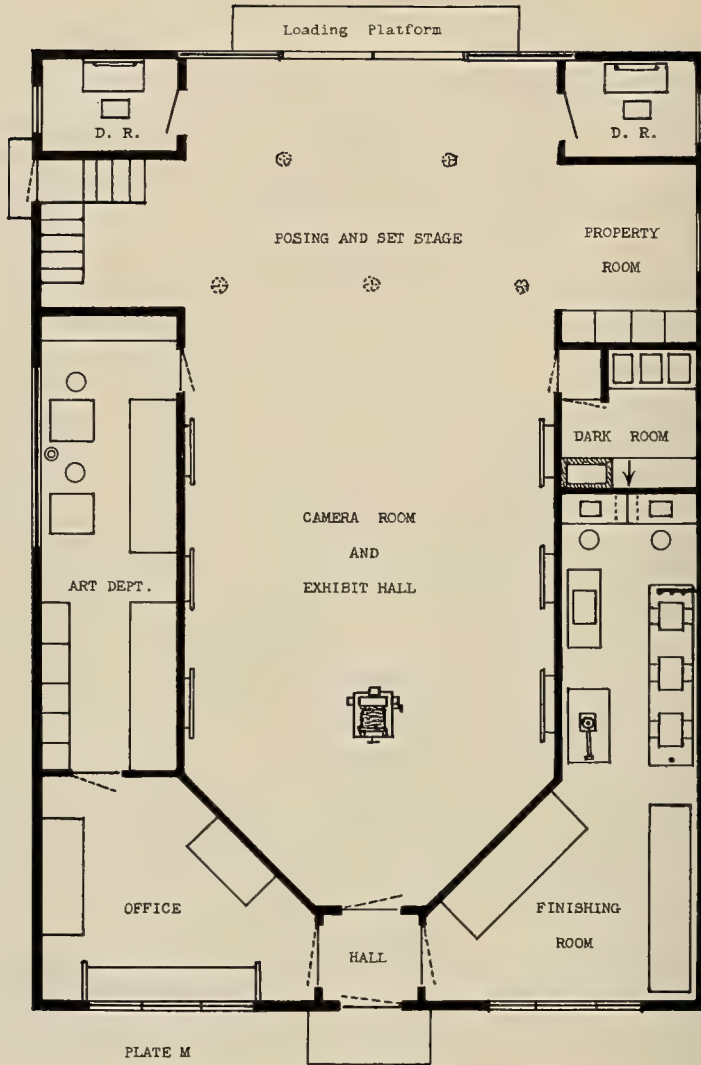 Loading Platform
D. R.
D. R.
POSING AND SET STAGE
PROPERTY
ROOM
DARK ROOM
CAMERA ROOM
AND
EXHIBIT HALL
ART DEPT.
OFFICE
FINISHING
ROOM
HALL
PLATE M